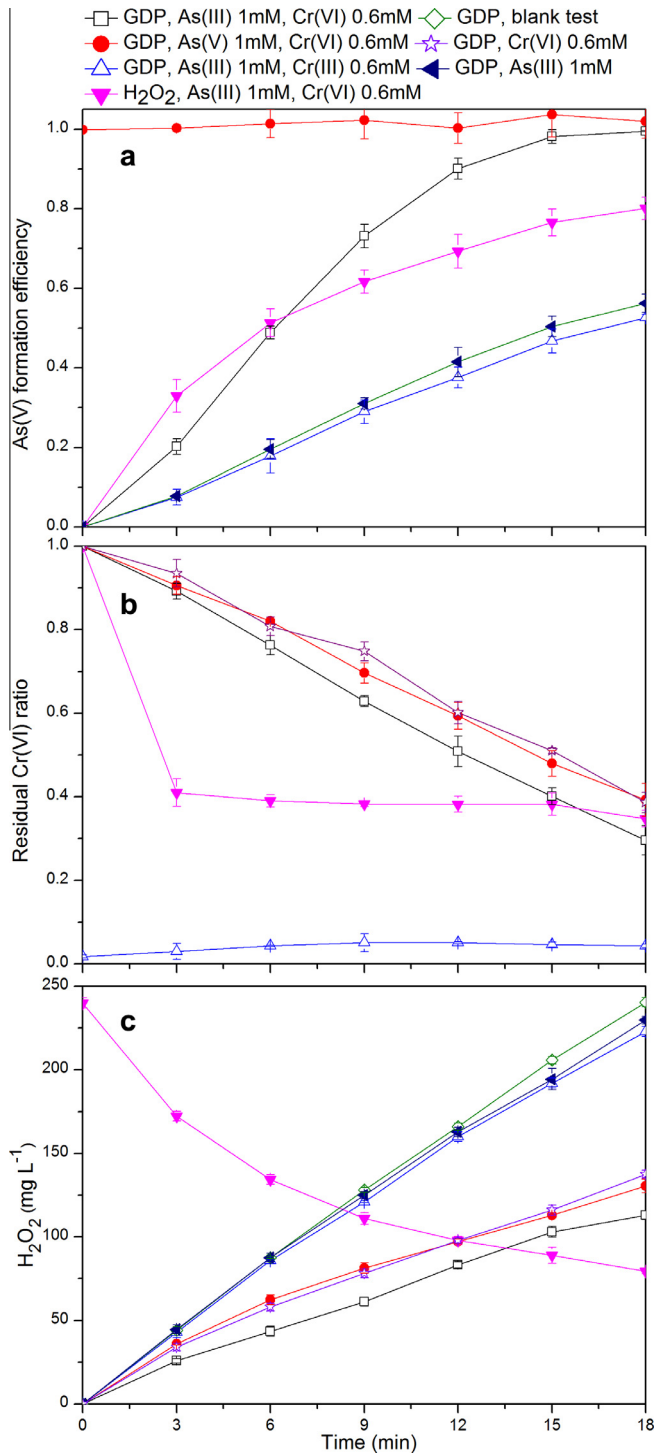 GDP, As(III) 1mM, Cr(VI) 0.6mM GDP, blank test
GDP, As(V) 1mM, Cr(VI) 0.6mM GDP, Cr(VI) 0.6mM
GDP, As(III) 1mM, Cr(III) 0.6mM GDP, As(III) 1mM
H₂O₂, As(III) 1mM, Cr(VI) 0.6mM
a
As(V) formation efficiency
1.0
0.8
0.6
0.4
0.2
0.0
b
Residual Cr(VI) ratio
1.0
0.8
0.6
0.4
0.2
0.0
c
H₂O₂ (mg L⁻¹)
250
200
150
100
50
0
0 3 6 9 12 15 18
Time (min)